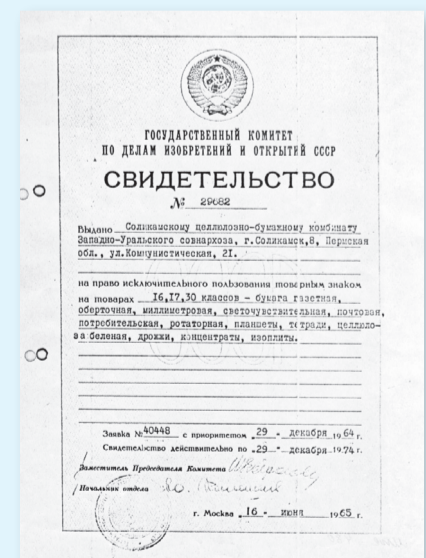 ГОСУДАРСТВЕННЫЙ КОМИТЕТ
ПО ДЕЛАМ ИЗОБРЕТЕНИЙ И ОТКРЫТИЙ СССР
СВИДЕТЕЛЬСТВО
№ 29682
Выдано Соликамскому целлюлозно-бумажному комбинату
Западно-Уральского совнархоза, г.Соликамск,8, Пермская
обл., ул.Коммунистическая, 21.
на право исключительного пользования товарным знаком
на товарах 16,17,30 классов - бумага газетная,
оберточная, миллиметровая, светочувствительная, почтовая,
потребительская, ротаторная, планшеты, тетради, целлюло-
за беленая, дрожжи, концентраты, изоплиты.
Заявка № 40448 с приоритетом „29 " декабря 1964 г.
Свидетельство действительно по „29 " декабря 1974 г.
Заместитель Председателя Комитета
Начальник отдела
г. Москва „16 " июня 1965 г.